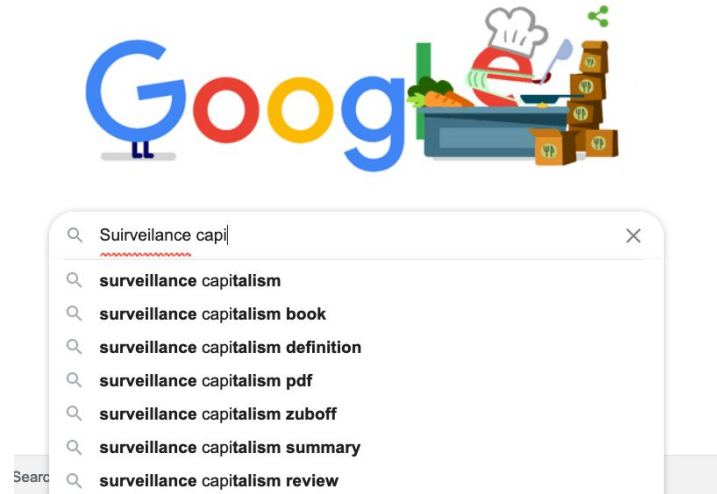 Google
Suirveilance capi
surveillance capitalism
surveillance capitalism book
surveillance capitalism definition
surveillance capitalism pdf
surveillance capitalism zuboff
surveillance capitalism summary
Searc
surveillance capitalism review